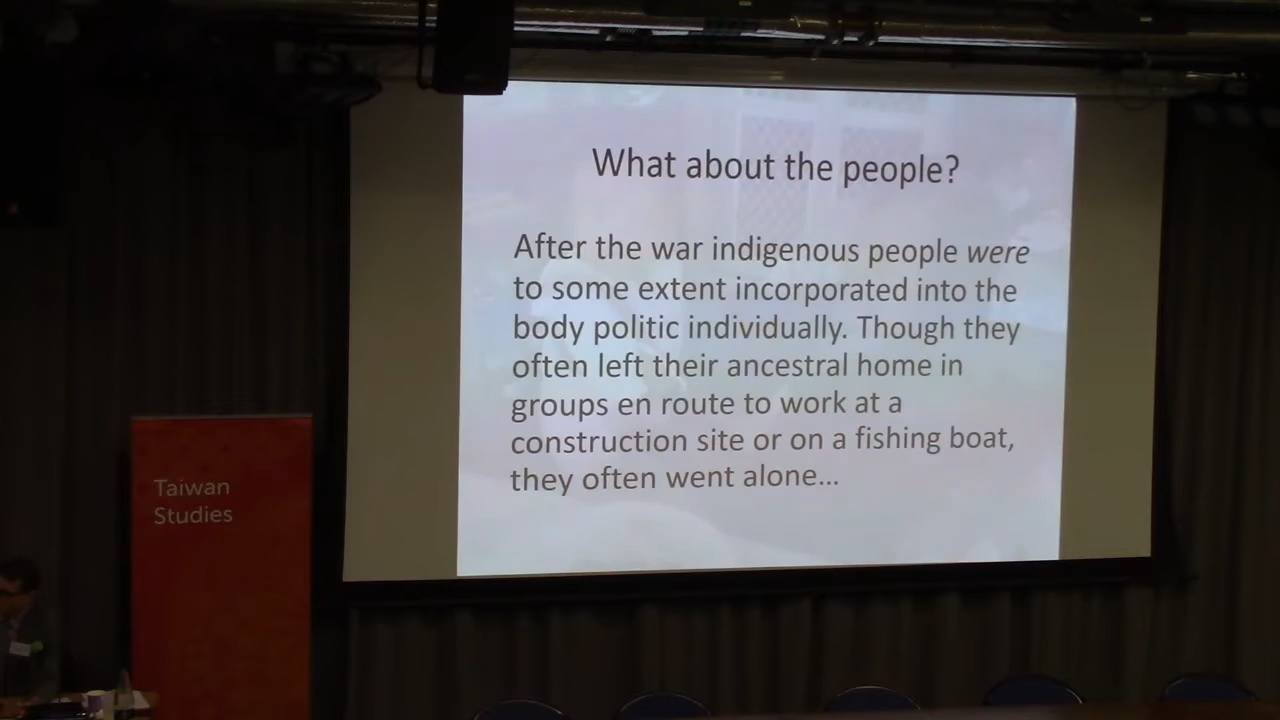 What about the people?
After the war indigenous people were
to some extent incorporated into the
body politic individually. Though they
often left their ancestral home in
groups en route to work at a
construction site or on a fishing boat,
they often went alone...
Taiwan
Studies